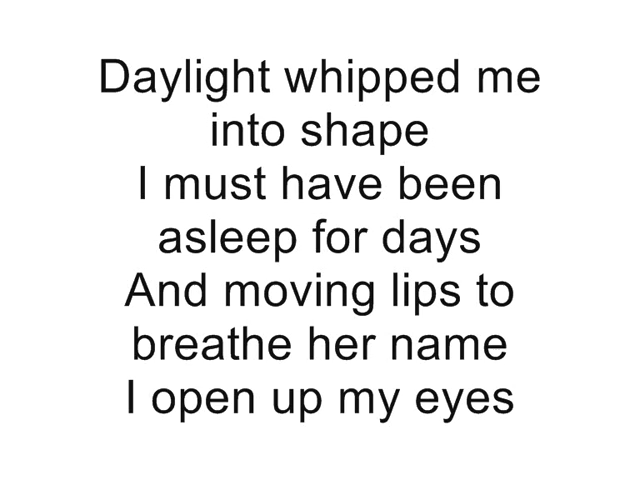 Daylight whipped me
into shape
I must have been
asleep for days
And moving lips to
breathe her name
I open up my eyes